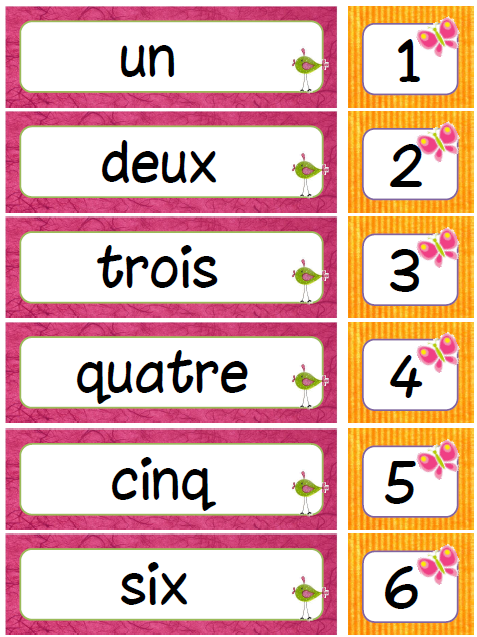 un 1
deux 2
trois 3
quatre 4
cinq 5
six 6